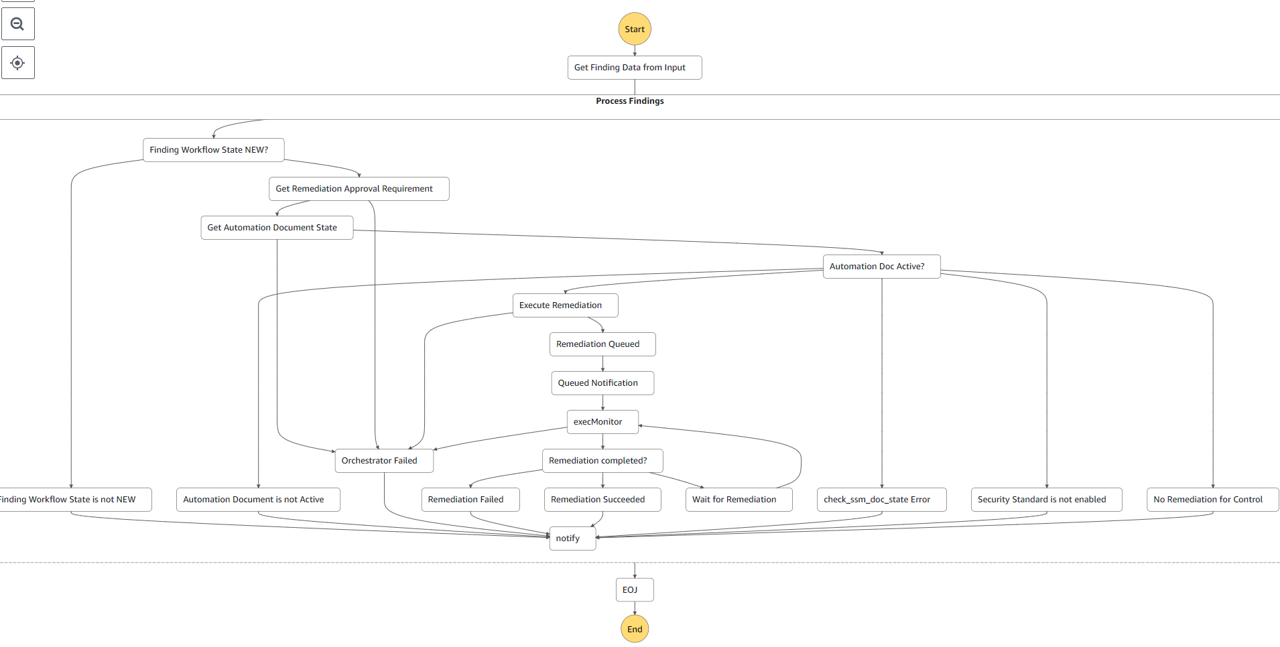 Start
Get Finding Data from Input
Process Findings
Finding Workflow State NEW?
Get Remediation Approval Requirement
Get Automation Document State
Automation Doc Active?
Execute Remediation
Remediation Queued
Queued Notification
execMonitor
Orchestrator Failed
Remediation completed?
Finding Workflow State is not NEW
Automation Document is not Active
Remediation Failed
Remediation Succeeded
Wait for Remediation
check_ssm_doc_state Error
Security Standard is not enabled
No Remediation for Control
notify
EOJ
End